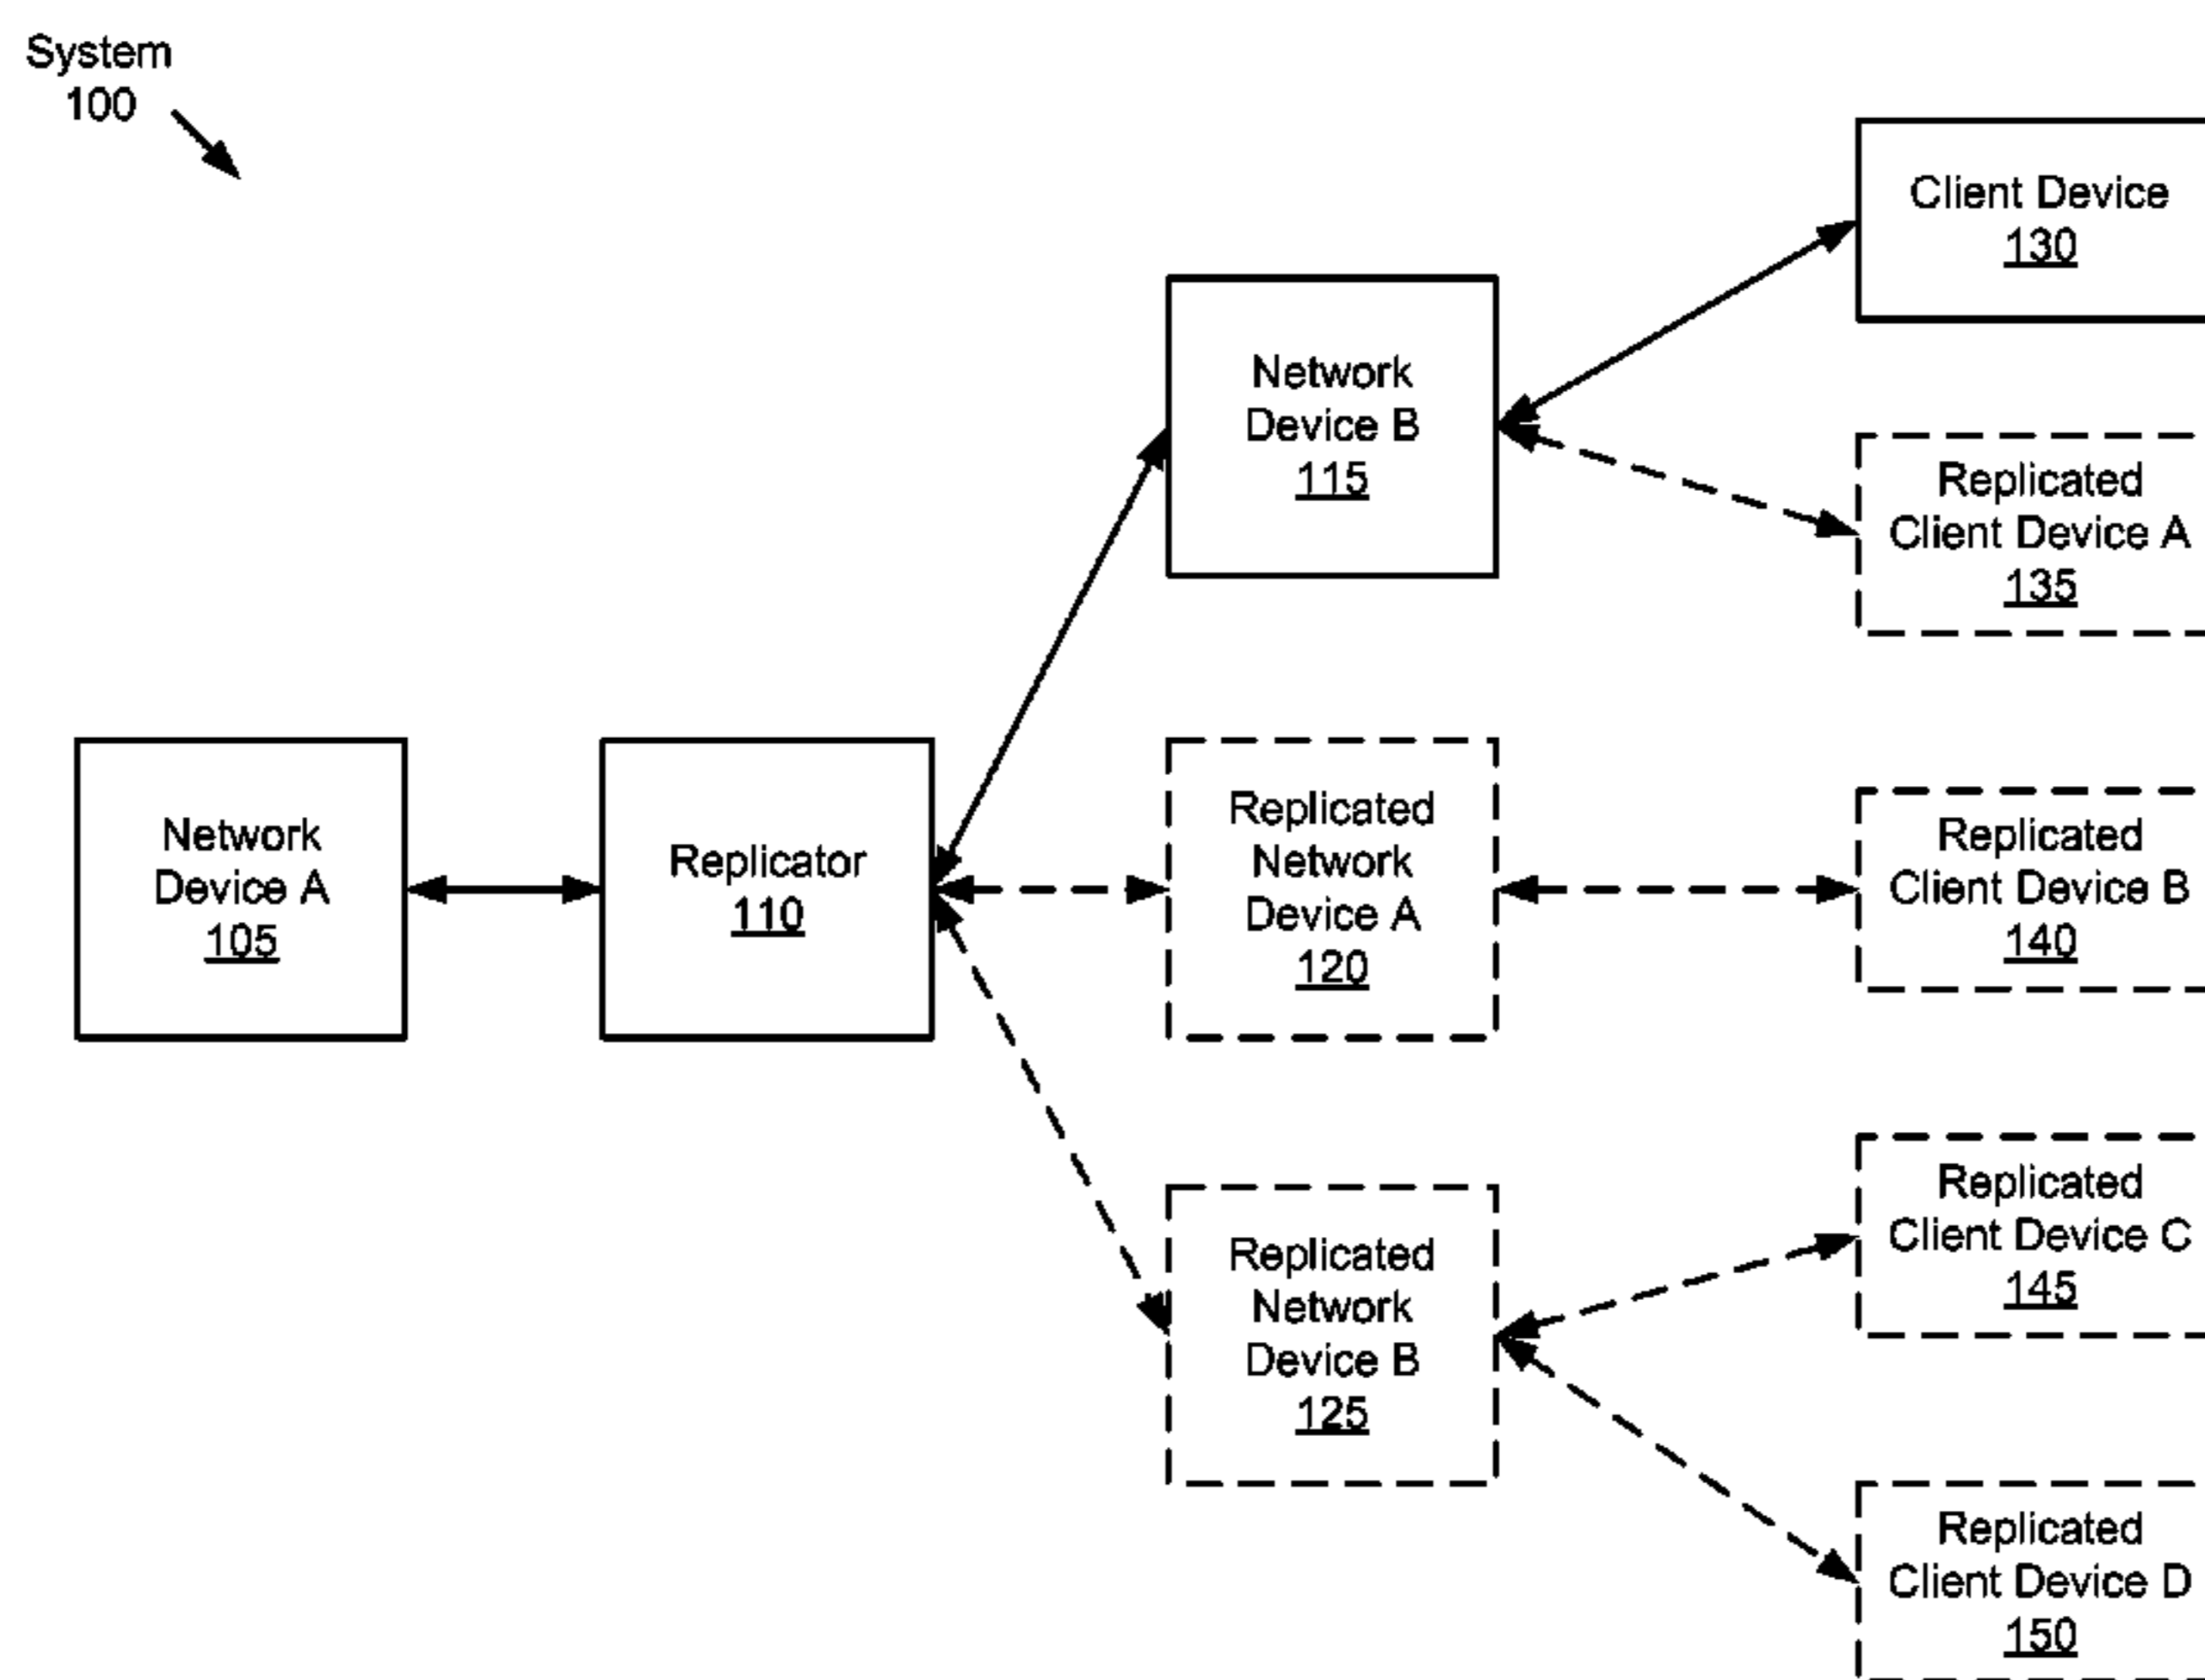 System
100
Client Device
130
Network
Device B
115
Replicated
Client Device A
135
Network
Device A
105
Replicator
110
Replicated
Network
Device A
120
Replicated
Client Device B
140
Replicated
Network
Device B
125
Replicated
Client Device C
145
Replicated
Client Device D
150